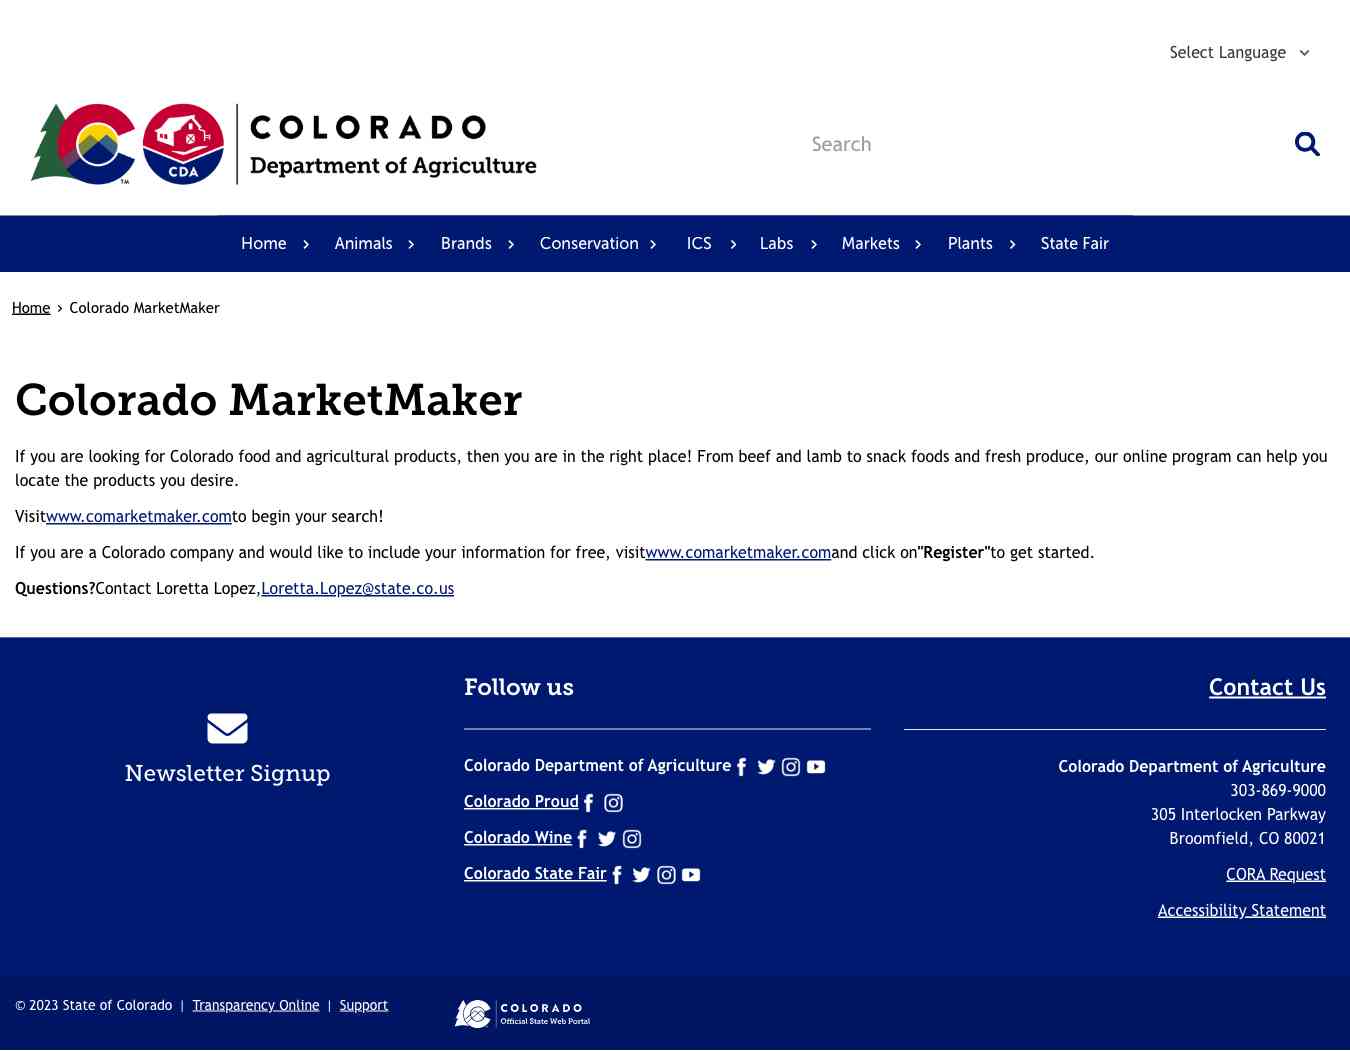 Select Language
COLORADO
Department of Agriculture
CDA
TM
Search
Home Animals Brands Conservation ICS Labs Markets Plants State Fair
Home › Colorado MarketMaker
Colorado MarketMaker
If you are looking for Colorado food and agricultural products, then you are in the right place! From beef and lamb to snack foods and fresh produce, our online program can help you
locate the products you desire.
Visitwww.comarketmaker.comto begin your search!
If you are a Colorado company and would like to include your information for free, visitwww.comarketmaker.comand click on"Register"to get started.
Questions?Contact Loretta Lopez,Loretta.Lopez@state.co.us
Newsletter Signup
Follow us
Colorado Department of Agriculture
Colorado Proud
Colorado Wine
Colorado State Fair
Contact Us
Colorado Department of Agriculture
303-869-9000
305 Interlocken Parkway
Broomfield, CO 80021
CORA Request
Accessibility Statement
© 2023 State of Colorado | Transparency Online | Support
COLORADO
Official State Web Portal